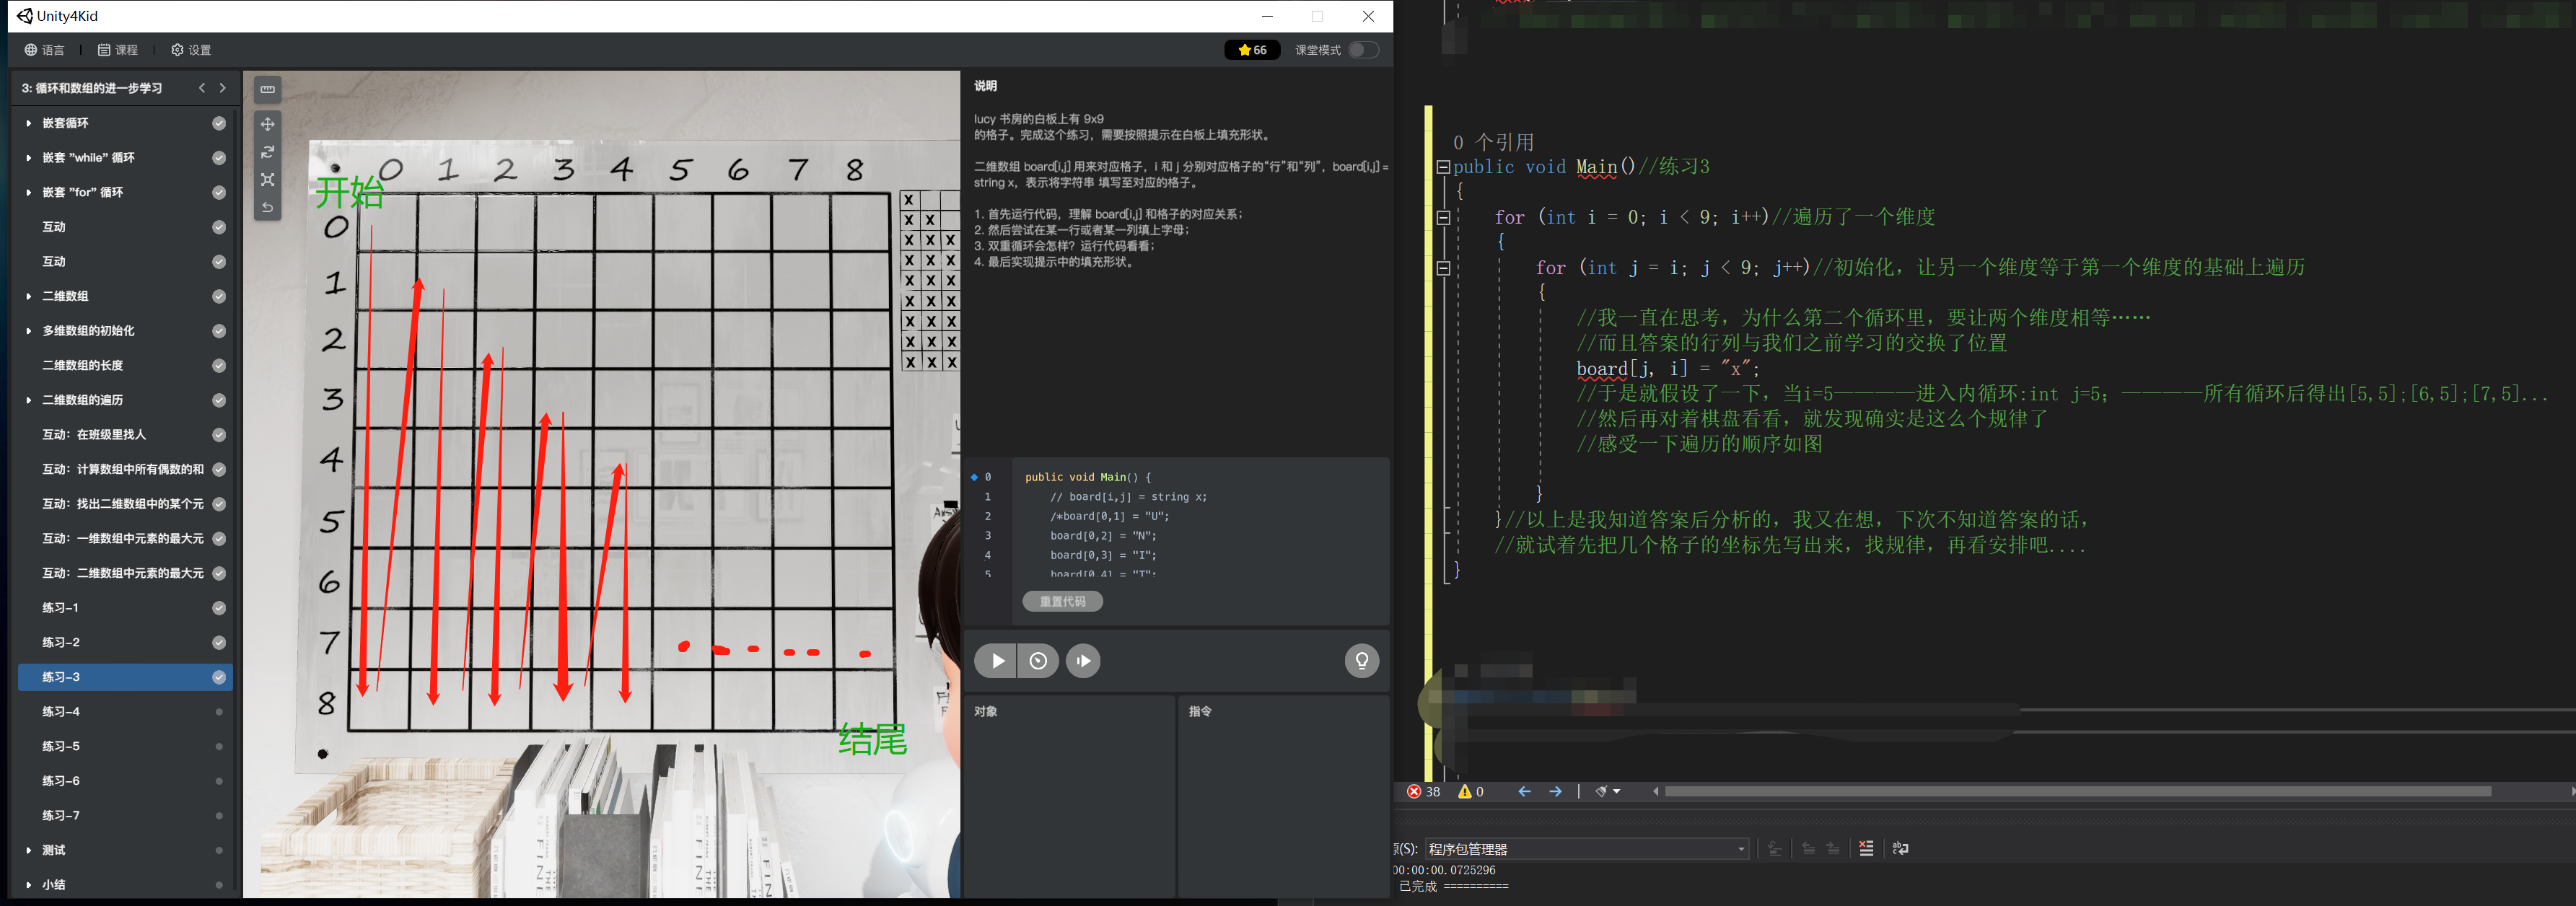 Unity4Kid
语言 课程 设置 66 课堂模式
3: 循环和数组的进一步学习
嵌套循环
嵌套 ”while” 循环
嵌套 ”for” 循环
互动
互动
二维数组
多维数组的初始化
二维数组的长度
二维数组的遍历
互动：在班级里找人
互动：计算数组中所有偶数的和
互动：找出二维数组中的某个元
互动：一维数组中元素的最大元
互动：二维数组中元素的最大元
练习-1
练习-2
练习-3
练习-4
练习-5
练习-6
练习-7
测试
小结
0 1 2 3 4 5 6 7 8
开始
0
1
2
3
4
5
6
7
8
结尾
X
X X
X X X
X X X
X X X
X X X
X X X
X X X
X X X
说明
lucy 书房的白板上有 9x9
的格子。完成这个练习，需要按照提示在白板上填充形状。
二维数组 board[i,j] 用来对应格子，i 和 j 分别对应格子的“行”和“列”，board[i,j] =
string x，表示将字符串 填写至对应的格子。
1. 首先运行代码，理解 board[i,j] 和格子的对应关系；
2. 然后尝试在某一行或者某一列填上字母；
3. 双重循环会怎样？运行代码看看；
4. 最后实现提示中的填充形状。
0 public void Main() {
1 // board[i,j] = string x;
2 /*board[0,1] = "U";
3 board[0,2] = "N";
4 board[0,3] = "I";
5 board[0,4] = "T";
重置代码
对象
指令
0 个引用
public void Main()//练习3
{
for (int i = 0; i < 9; i++)//遍历了一个维度
{
for (int j = i; j < 9; j++)//初始化，让另一个维度等于第一个维度的基础上遍历
{
//我一直在思考，为什么第二个循环里，要让两个维度相等……
//而且答案的行列与我们之前学习的交换了位置
board[j, i] = "x";
//于是就假设了一下，当i=5————进入内循环:int j=5；————所有循环后得出[5,5];[6,5];[7,5]...
//然后再对着棋盘看看，就发现确实是这么个规律了
//感受一下遍历的顺序如图
}
}//以上是我知道答案后分析的，我又在想，下次不知道答案的话，
//就试着先把几个格子的坐标先写出来，找规律，再看安排吧....
}
38 0
(S): 程序包管理器
00:00:00.0725296
已完成 ==========